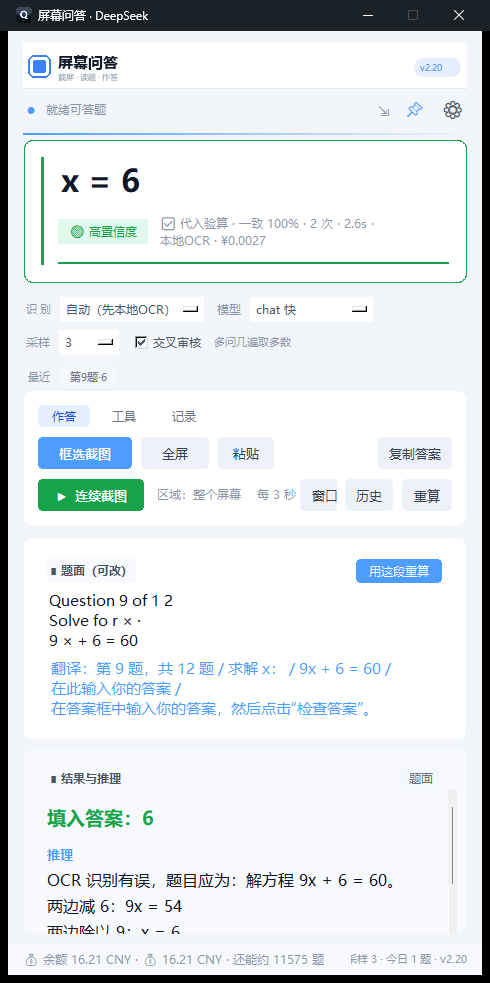 屏幕问答 · DeepSeek
屏幕问答
截屏 · 读题 · 作答
v2.20
就绪可答题
x = 6
高置信度
代入验算 · 一致 100% · 2 次 · 2.6s ·
本地OCR · ¥0.0027
识别 自动（先本地OCR） 模型 chat 快
采样 3 交叉审核 多问几遍取多数
最近 第9题·6
作答 工具 记录
框选截图 全屏 粘贴 复制答案
▶ 连续截图 区域：整个屏幕 每 3 秒 窗口 历史 重算
题面（可改） 用这段重算
Question 9 of 1 2
Solve fo r × ·
9 × + 6 = 60
翻译：第 9 题，共 12 题 / 求解 x： / 9x + 6 = 60 /
在此输入你的答案 /
在答案框中输入你的答案，然后点击“检查答案”。
结果与推理 题面
填入答案：6
推理
OCR 识别有误，题目应为：解方程 9x + 6 = 60。
两边减 6：9x = 54
两边除以 9：x = 6
余额 16.21 CNY · 16.21 CNY · 还能约 11575 题 采样 3 · 今日 1 题 · v2.20